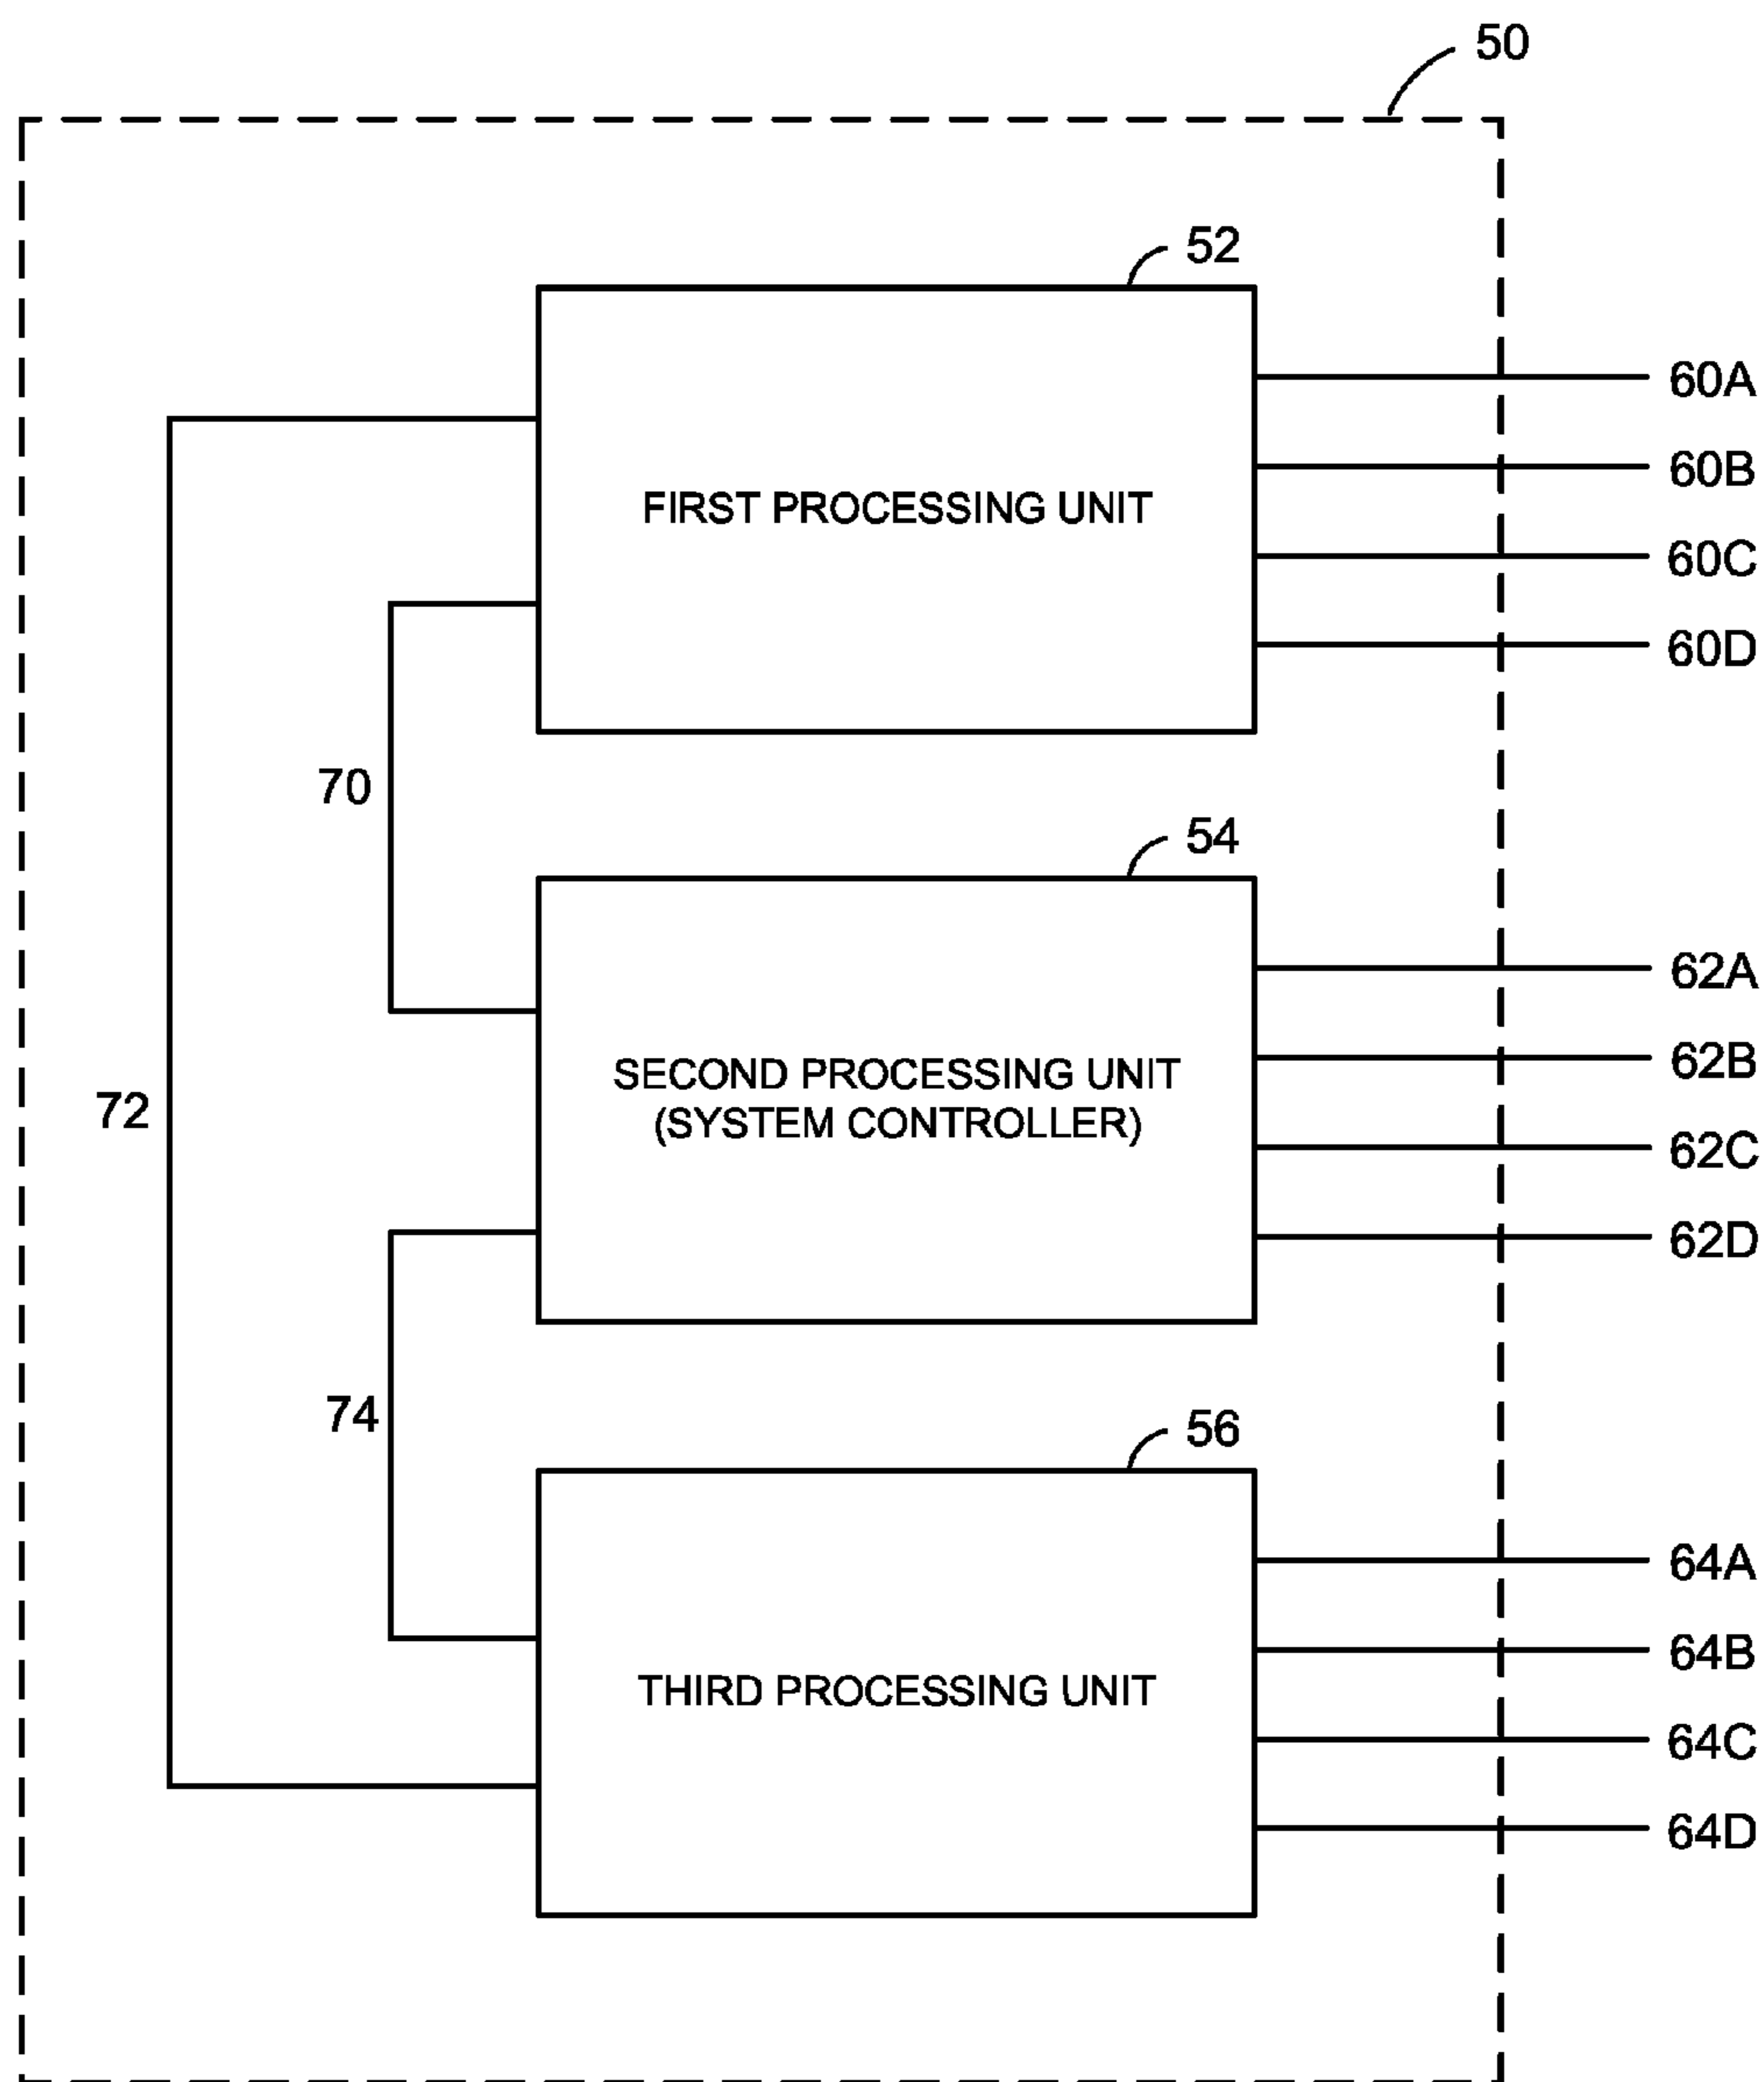 50
52
60A
60B
FIRST PROCESSING UNIT
60C
60D
70
54
62A
62B
SECOND PROCESSING UNIT
(SYSTEM CONTROLLER)
72
62C
62D
74
56
64A
64B
THIRD PROCESSING UNIT
64C
64D